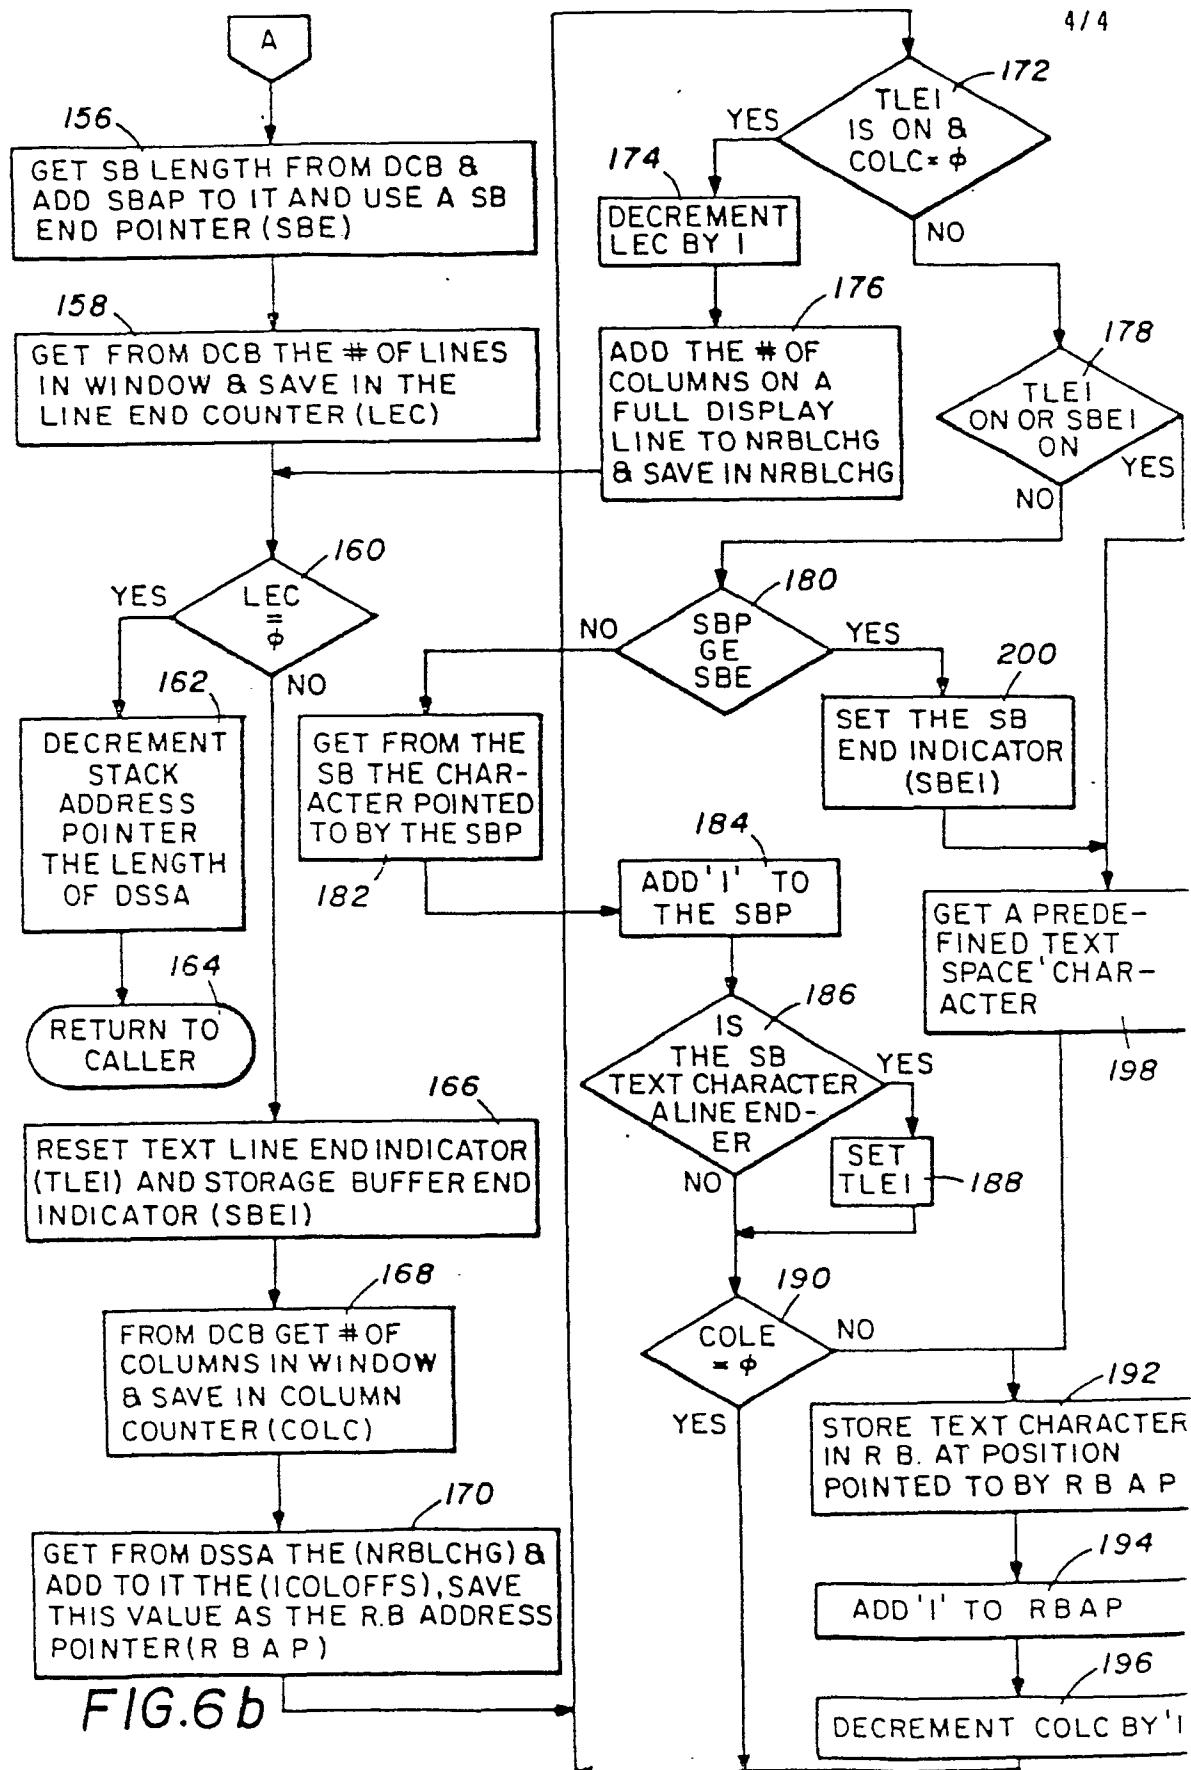 4/4
A
156
GET SB LENGTH FROM DCB &
ADD SBAP TO IT AND USE A SB
END POINTER (SBE)
158
GET FROM DCB THE # OF LINES
IN WINDOW & SAVE IN THE
LINE END COUNTER (LEC)
160
LEC
=
φ
YES
NO
162
DECREMENT
STACK
ADDRESS
POINTER
THE LENGTH
OF DSSA
164
RETURN TO
CALLER
166
RESET TEXT LINE END INDICATOR
(TLEI) AND STORAGE BUFFER END
INDICATOR (SBEI)
168
FROM DCB GET # OF
COLUMNS IN WINDOW
& SAVE IN COLUMN
COUNTER (COLC)
170
GET FROM DSSA THE (NRBLCHG) &
ADD TO IT THE (ICOLOFFS), SAVE
THIS VALUE AS THE R.B ADDRESS
POINTER (R B A P)
FIG.6b
172
TLEI
IS ON &
COLC = φ
YES
NO
174
DECREMENT
LEC BY 1
176
ADD THE # OF
COLUMNS ON A
FULL DISPLAY
LINE TO NRBLCHG
& SAVE IN NRBLCHG
178
TLEI
ON OR SBEI
ON
YES
NO
180
SBP
GE
SBE
NO
YES
200
SET THE SB
END INDICATOR
(SBEI)
GET FROM THE
SB THE CHAR-
ACTER POINTED
TO BY THE SBP
182
184
ADD '1' TO
THE SBP
GET A PREDE-
FINED TEXT
SPACE' CHAR-
ACTER
198
186
IS
THE SB
TEXT CHARACTER
A LINE END-
ER
YES
NO
SET
TLEI
188
190
COLE
= φ
NO
YES
192
STORE TEXT CHARACTER
IN R B. AT POSITION
POINTED TO BY R B A P
194
ADD '1' TO RBAP
196
DECREMENT COLC BY '1